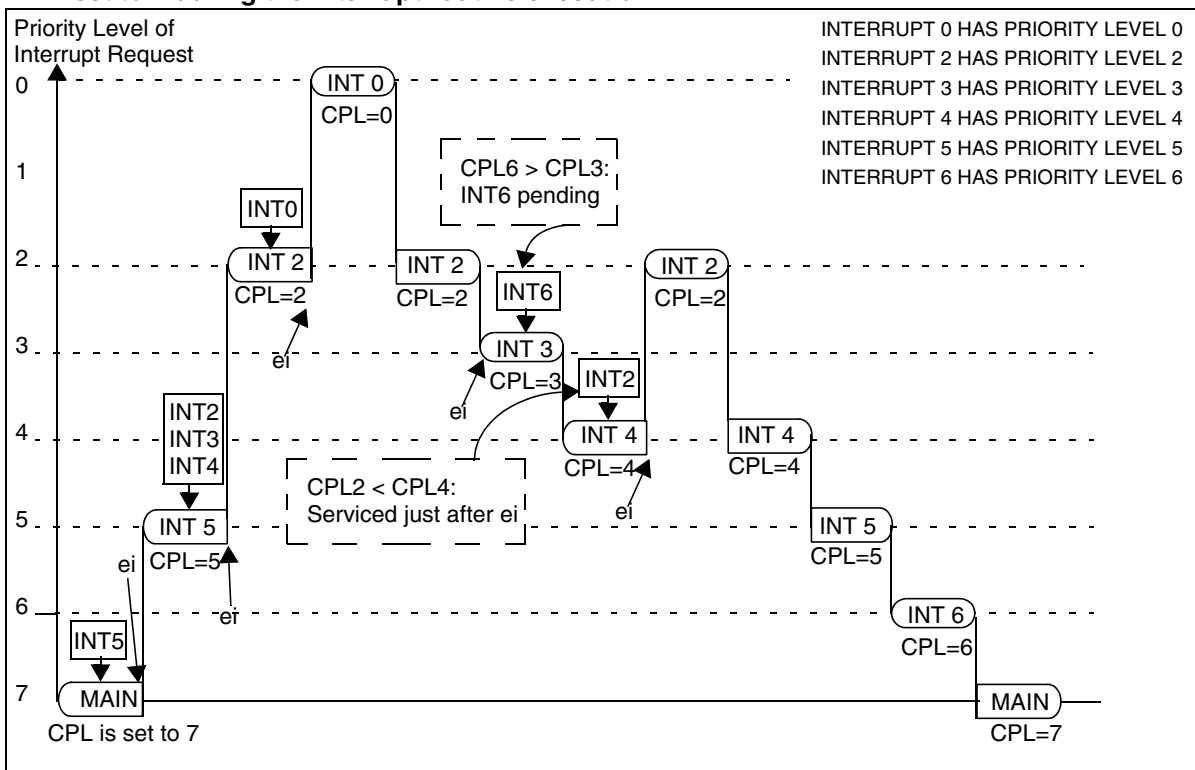 Priority Level of
Interrupt Request
INTERRUPT 0 HAS PRIORITY LEVEL 0
INTERRUPT 2 HAS PRIORITY LEVEL 2
INTERRUPT 3 HAS PRIORITY LEVEL 3
INTERRUPT 4 HAS PRIORITY LEVEL 4
INTERRUPT 5 HAS PRIORITY LEVEL 5
INTERRUPT 6 HAS PRIORITY LEVEL 6
0
INT 0
CPL=0
1
CPL6 > CPL3:
INT6 pending
INT0
2
INT 2
CPL=2
INT 2
CPL=2
INT6
INT 2
CPL=2
ei
3
INT 3
CPL=3
ei
INT2
INT2
INT3
INT4
4
INT 4
CPL=4
ei
INT 4
CPL=4
CPL2 < CPL4:
Serviced just after ei
5
INT 5
CPL=5
ei
ei
INT 5
CPL=5
6
INT 6
CPL=6
INT5
7
MAIN
CPL is set to 7
MAIN
CPL=7